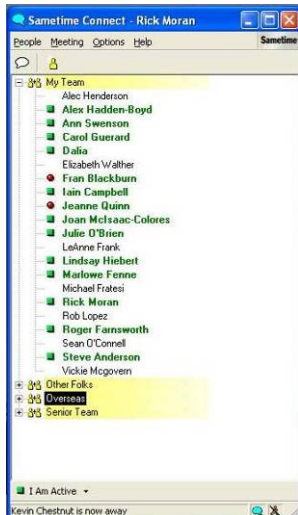 Sametime Connect - Rick Moran
People Meeting Options Help Sametime
My Team
Alec Henderson
Alex Hadden-Boyd
Ann Swenson
Carol Guerard
Dalia
Elizabeth Walther
Fran Blackburn
Iain Campbell
Jeanne Quinn
Joan McIsaac-Colores
Julie O'Brien
LeAnne Frank
Lindsay Hiebert
Marlowe Fenne
Michael Fratesi
Rick Moran
Rob Lopez
Roger Farnsworth
Sean O'Connell
Steve Anderson
Vickie Mcgovern
Other Folks
Overseas
Senior Team
I Am Active
Kevin Chestnut is now away